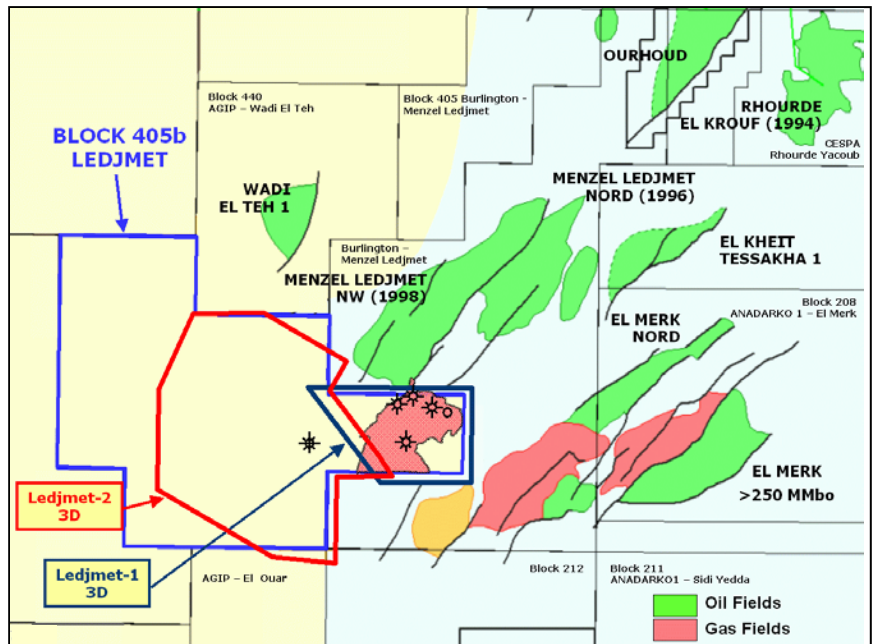 OURHOUD
Block 440
AGIP – Wadi El Teh
Block 405 Burlington -
Menzel Ledjmet
RHOURDE
EL KROUF (1994)
CESPA
Rhourde Yacoub
BLOCK 405b
LEDJMET
WADI
EL TEH 1
MENZEL LEDJMET
NORD (1996)
Burlington –
Menzel Ledjmet
MENZEL LEDJMET
NW (1998)
EL KHEIT
TESSAKHA 1
Block 208
ANADARKO 1 – El Merk
EL MERK
NORD
EL MERK
>250 MMbo
Ledjmet-2
3D
Ledjmet-1
3D
AGIP – El Ouar
Block 212
Block 211
ANADARKO1 – Sidi Yedda
Oil Fields
Gas Fields